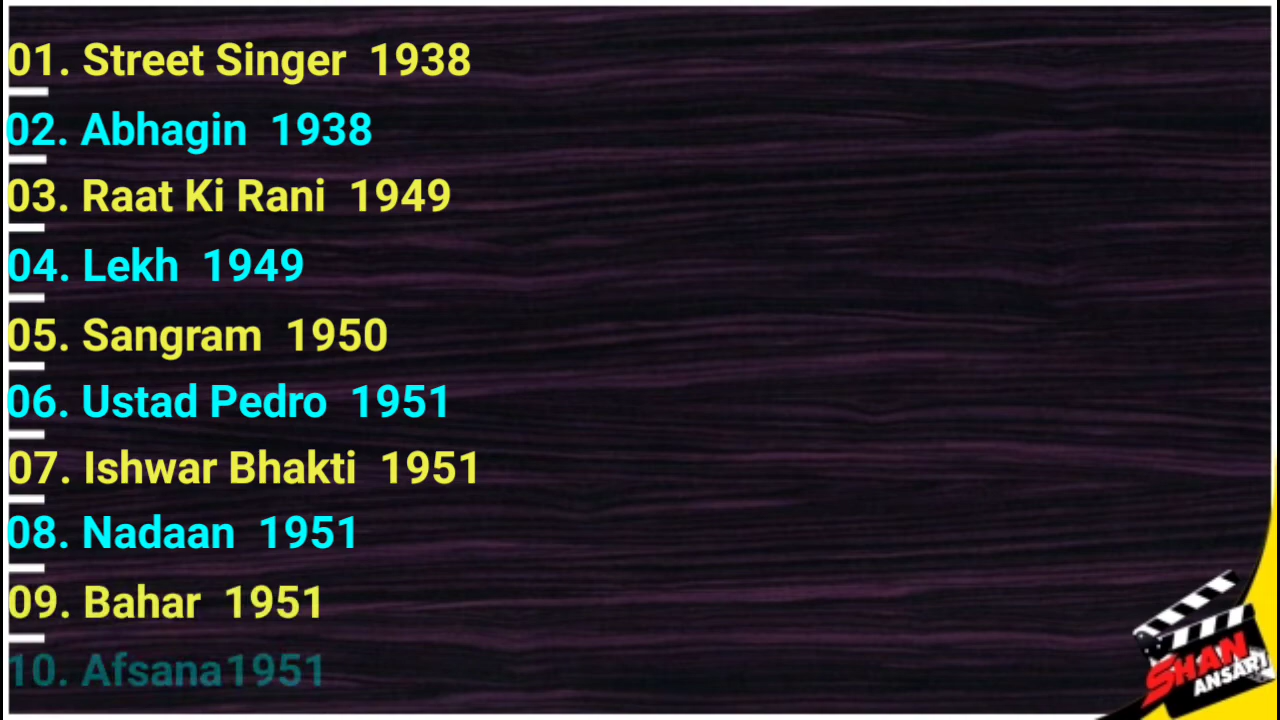 01. Street Singer 1938
02. Abhagin 1938
03. Raat Ki Rani 1949
04. Lekh 1949
05. Sangram 1950
06. Ustad Pedro 1951
07. Ishwar Bhakti 1951
08. Nadaan 1951
09. Bahar 1951
10. Afsana1951
SHAN
ANSARI